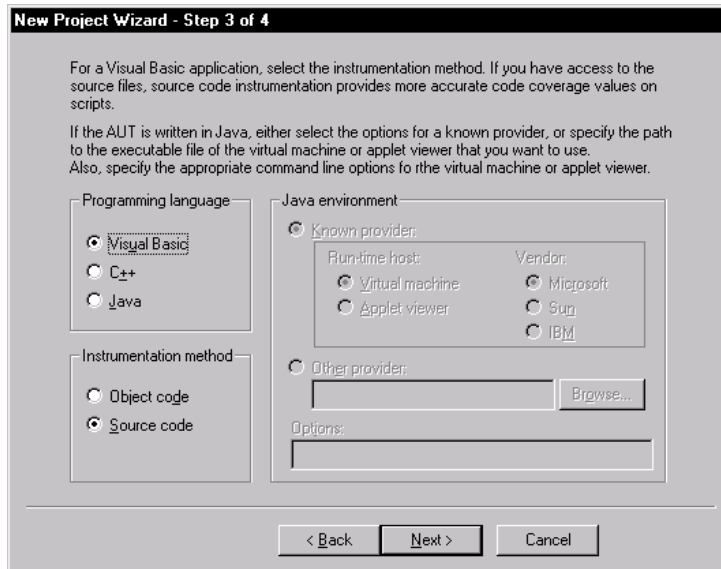 New Project Wizard - Step 3 of 4
For a Visual Basic application, select the instrumentation method. If you have access to the
source files, source code instrumentation provides more accurate code coverage values on
scripts.
If the AUT is written in Java, either select the options for a known provider, or specify the path
to the executable file of the virtual machine or applet viewer that you want to use.
Also, specify the appropriate command line options fo rthe virtual machine or applet viewer.
Programming language
Visual Basic
C++
Java
Instrumentation method
Object code
Source code
Java environment
Known provider:
Run-time host:
Virtual machine
Applet viewer
Vendor:
Microsoft
Sun
IBM
Other provider:
Browse...
Options:
< Back
Next >
Cancel